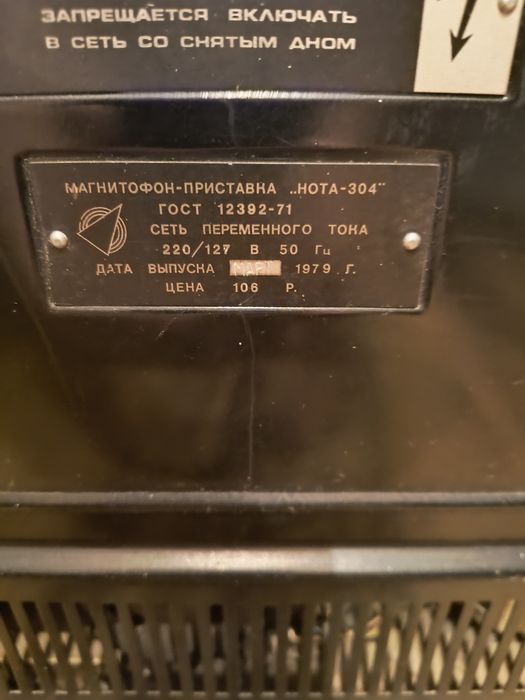 ЗАПРЕЩАЕТСЯ ВКЛЮЧАТЬ
В СЕТЬ СО СНЯТЫМ ДНОМ
МАГНИТОФОН-ПРИСТАВКА „НОТА-304"
ГОСТ 12392-71
СЕТЬ ПЕРЕМЕННОГО ТОКА
220/127 В 50 Гц
ДАТА ВЫПУСКА МАРТ 1979 Г.
ЦЕНА 106 Р.